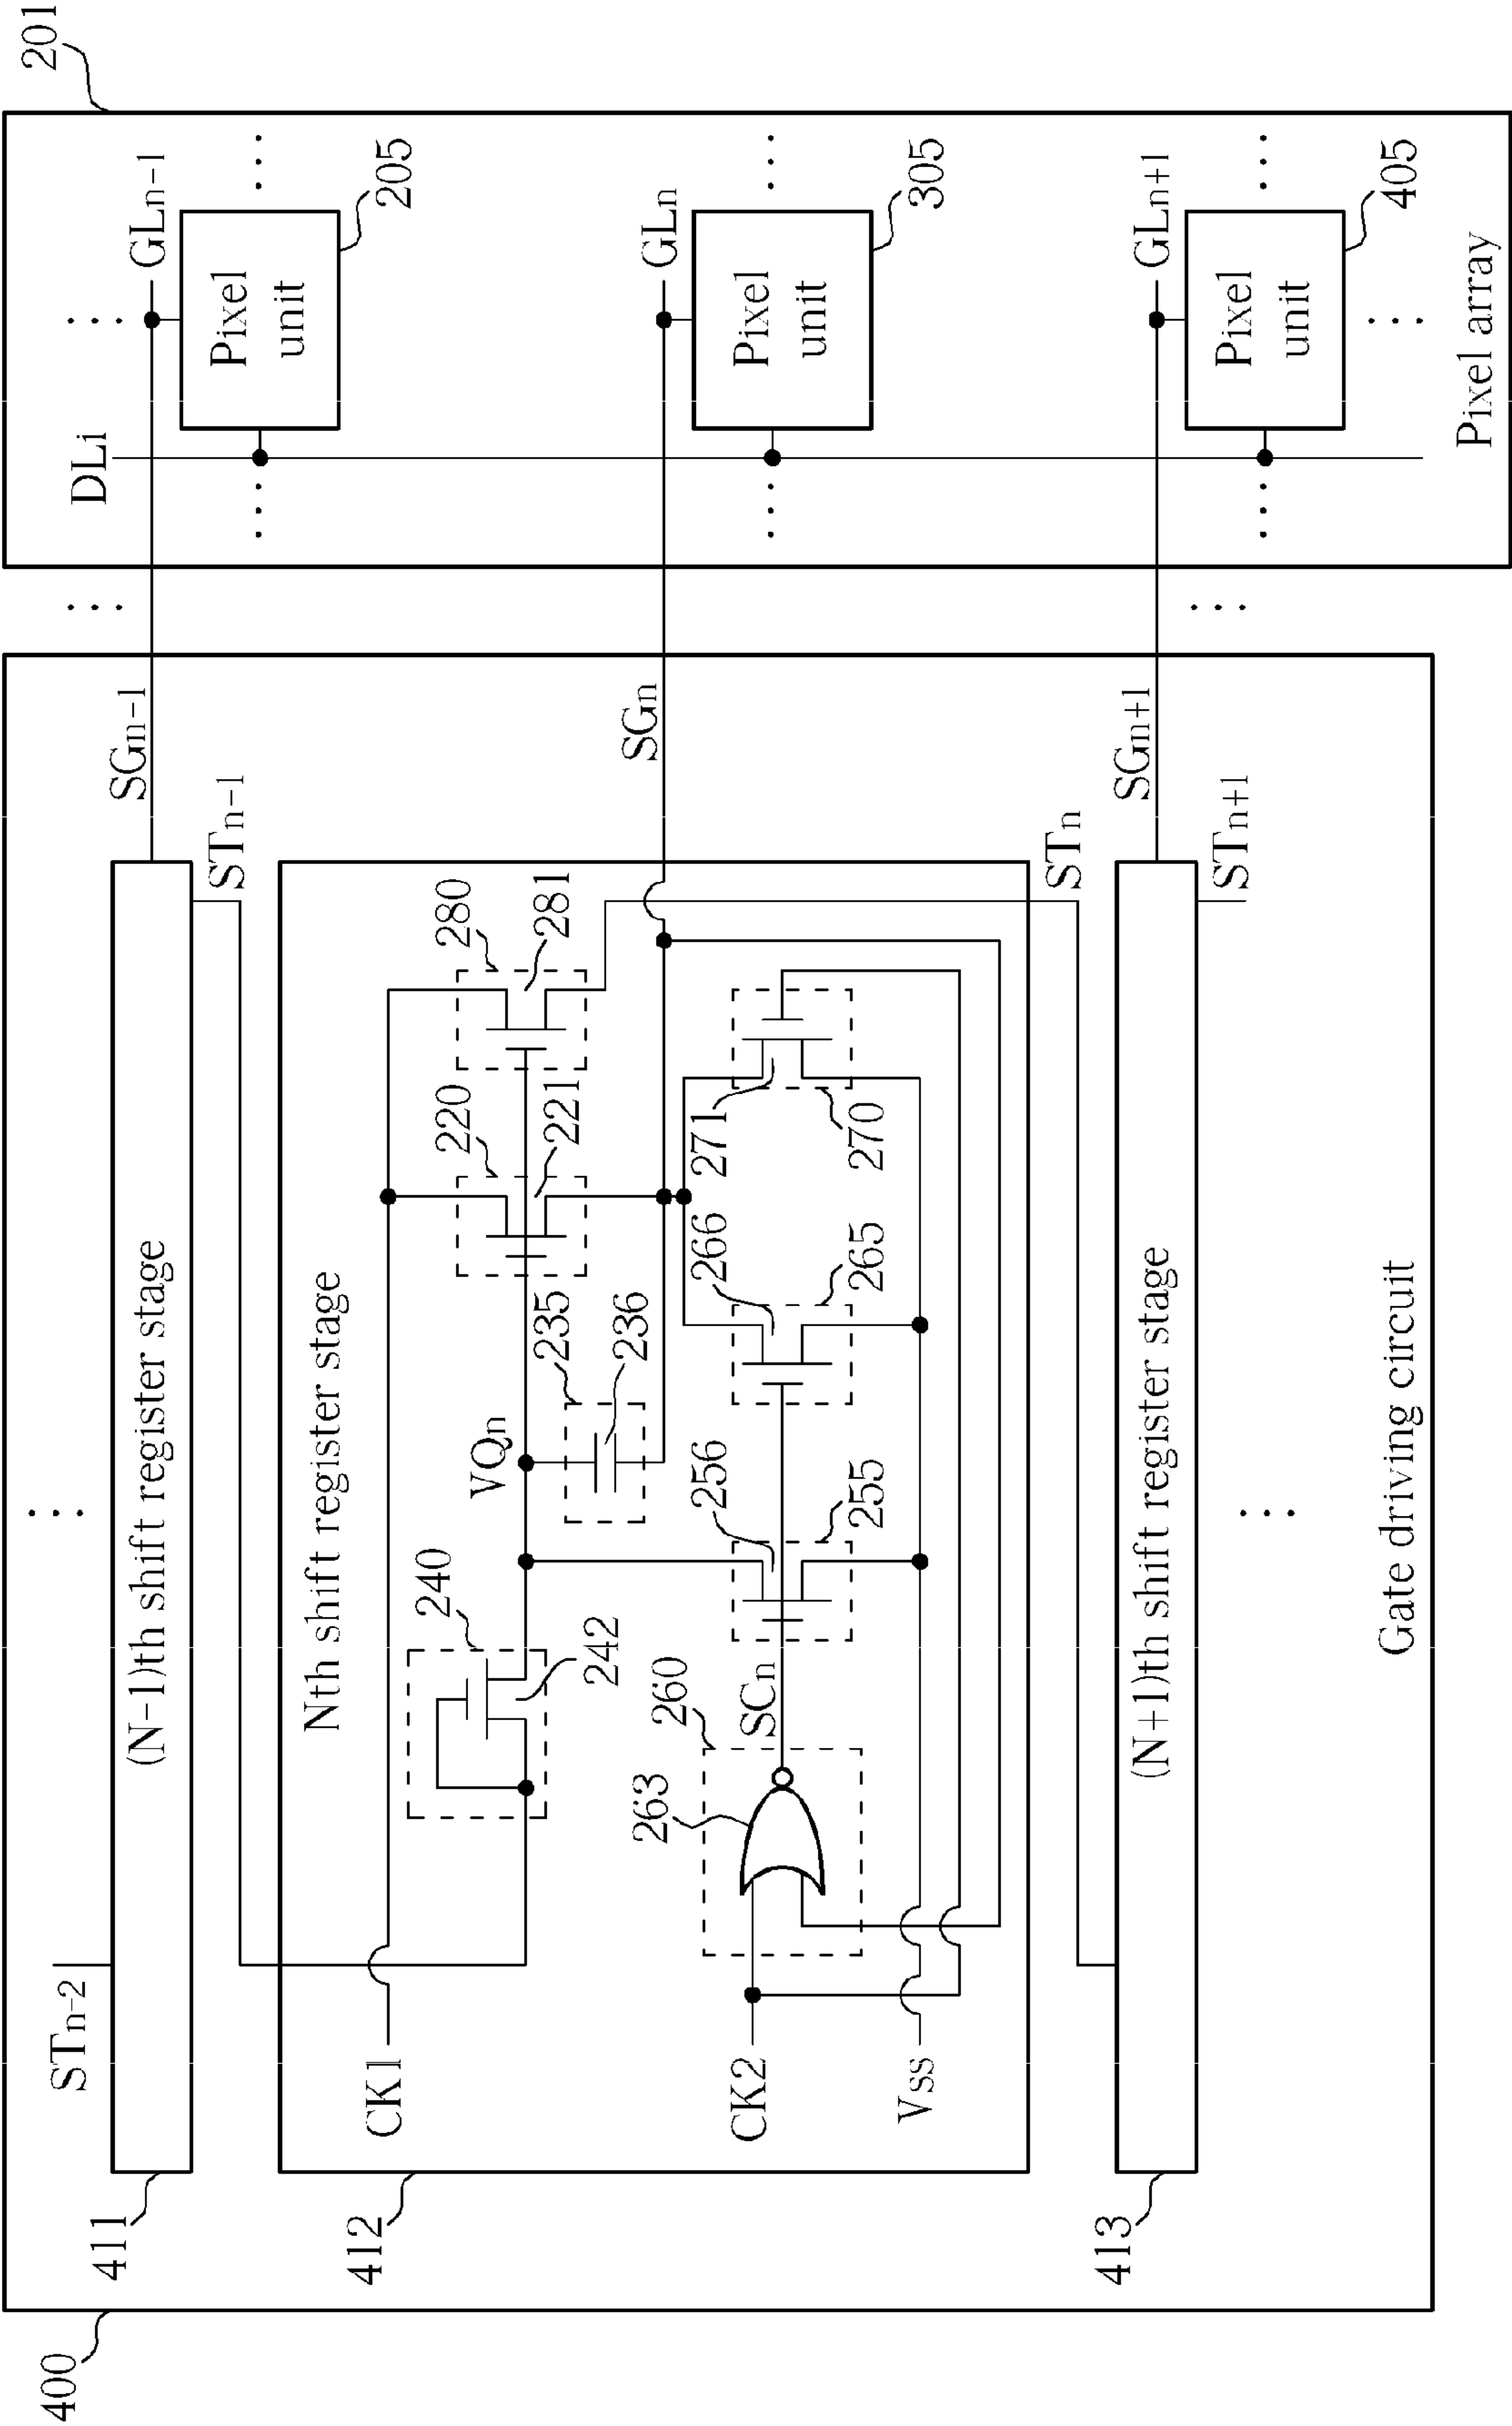 400
411
STn-2
(N-1)th shift register stage
STn-1
SGn-1
412
Nth shift register stage
CK1
240
242
VQn
235
236
220
221
280
281
SGn
CK2
Vss
263
260
SCn
256
255
266
265
271
270
STn
413
(N+1)th shift register stage
SGn+1
STn+1
Gate driving circuit
201
DLi
GLn-1
Pixel
unit
205
GLn
Pixel
unit
305
GLn+1
Pixel
unit
405
Pixel array